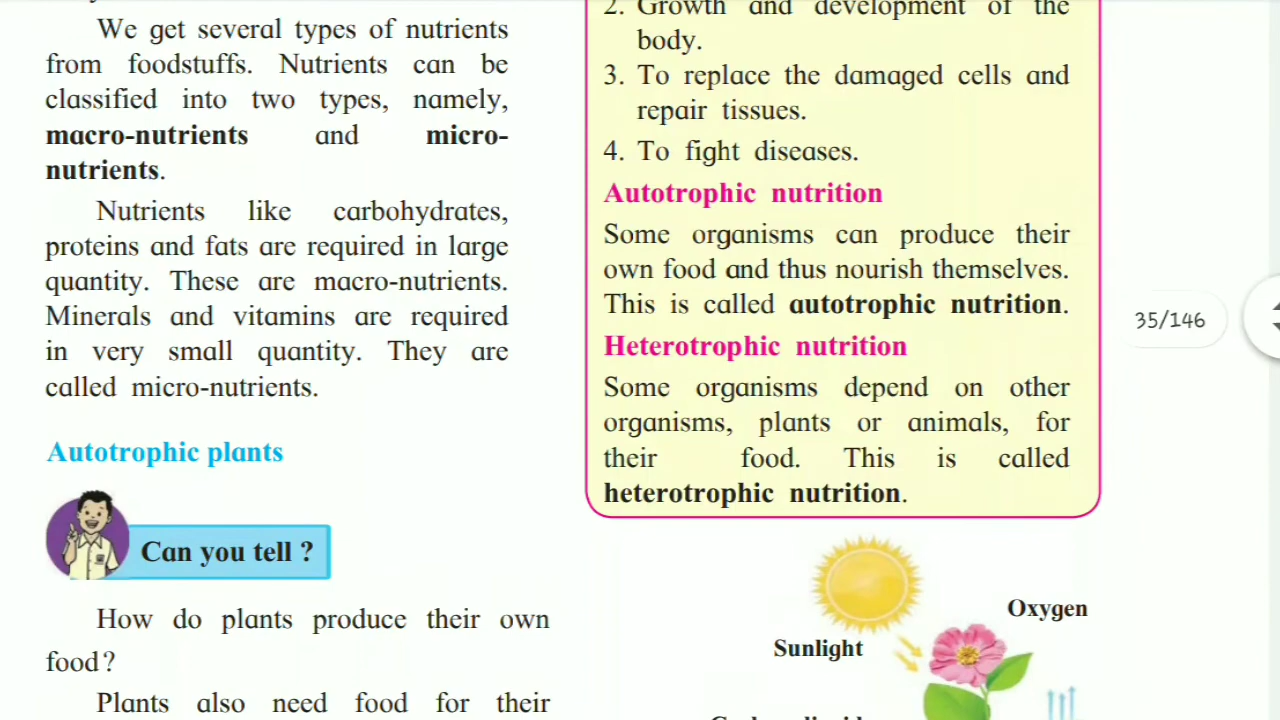 We get several types of nutrients
from foodstuffs. Nutrients can be
classified into two types, namely,
macro-nutrients and micro-
nutrients.
Nutrients like carbohydrates,
proteins and fats are required in large
quantity. These are macro-nutrients.
Minerals and vitamins are required
in very small quantity. They are
called micro-nutrients.
Autotrophic plants
Can you tell ?
How do plants produce their own
food?
Plants also need food for their
2. Growth and development of the
body.
3. To replace the damaged cells and
repair tissues.
4. To fight diseases.
Autotrophic nutrition
Some organisms can produce their
own food and thus nourish themselves.
This is called autotrophic nutrition.
Heterotrophic nutrition
Some organisms depend on other
organisms, plants or animals, for
their food. This is called
heterotrophic nutrition.
Sunlight
Oxygen
35/146